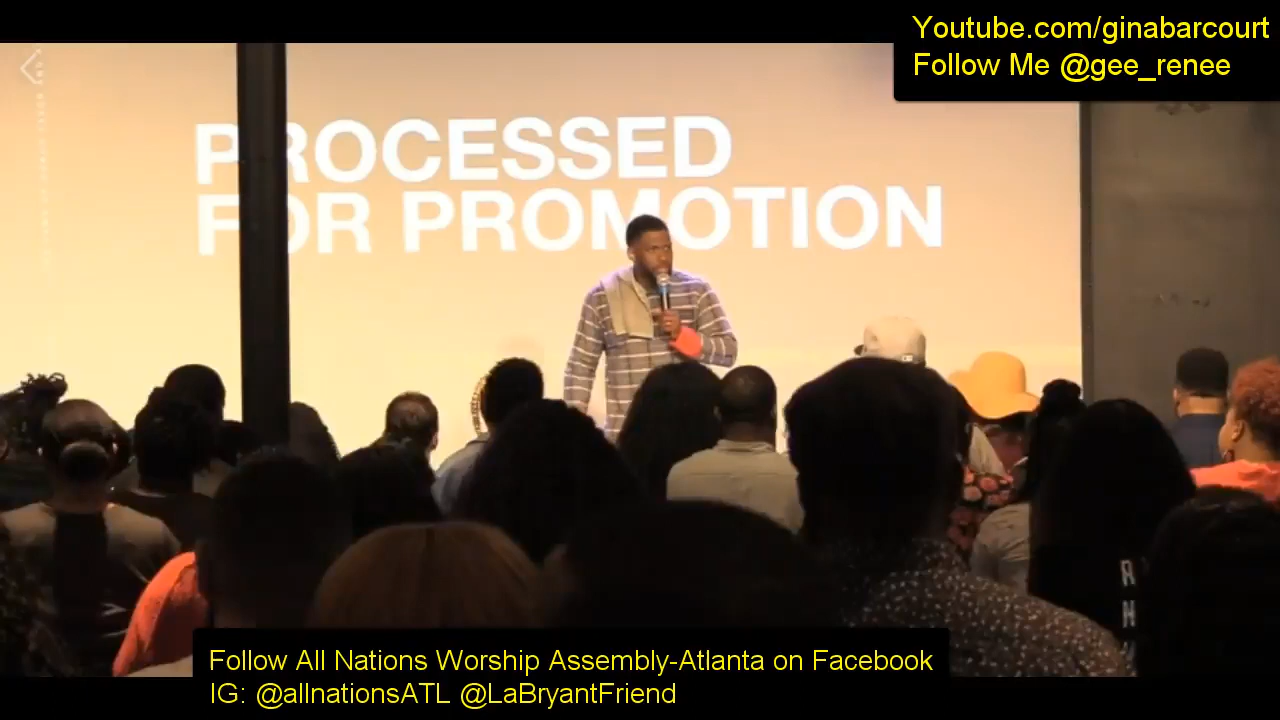 Youtube.com/ginabarcourt
Follow Me @gee_renee
PROCESSED
FOR PROMOTION
Follow All Nations Worship Assembly-Atlanta on Facebook
IG: @allnationsATL @LaBryantFriend